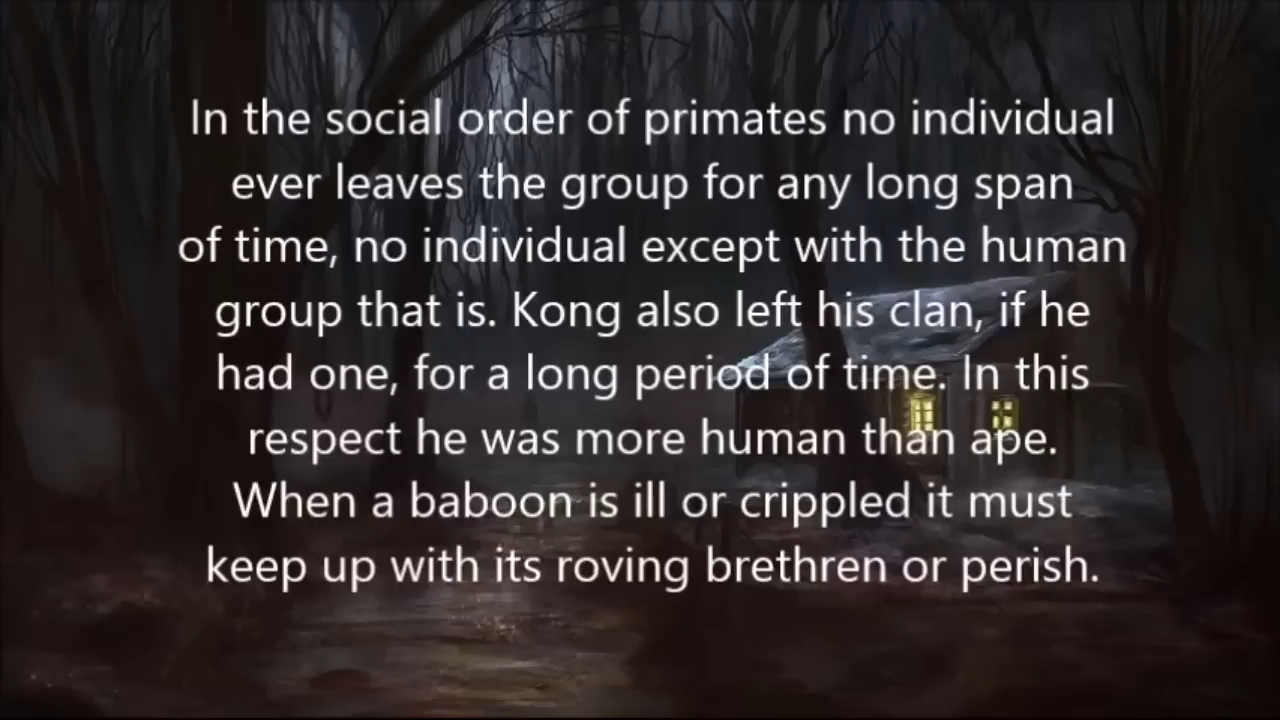 In the social order of primates no individual
ever leaves the group for any long span
of time, no individual except with the human
group that is. Kong also left his clan, if he
had one, for a long period of time. In this
respect he was more human than ape.
When a baboon is ill or crippled it must
keep up with its roving brethren or perish.